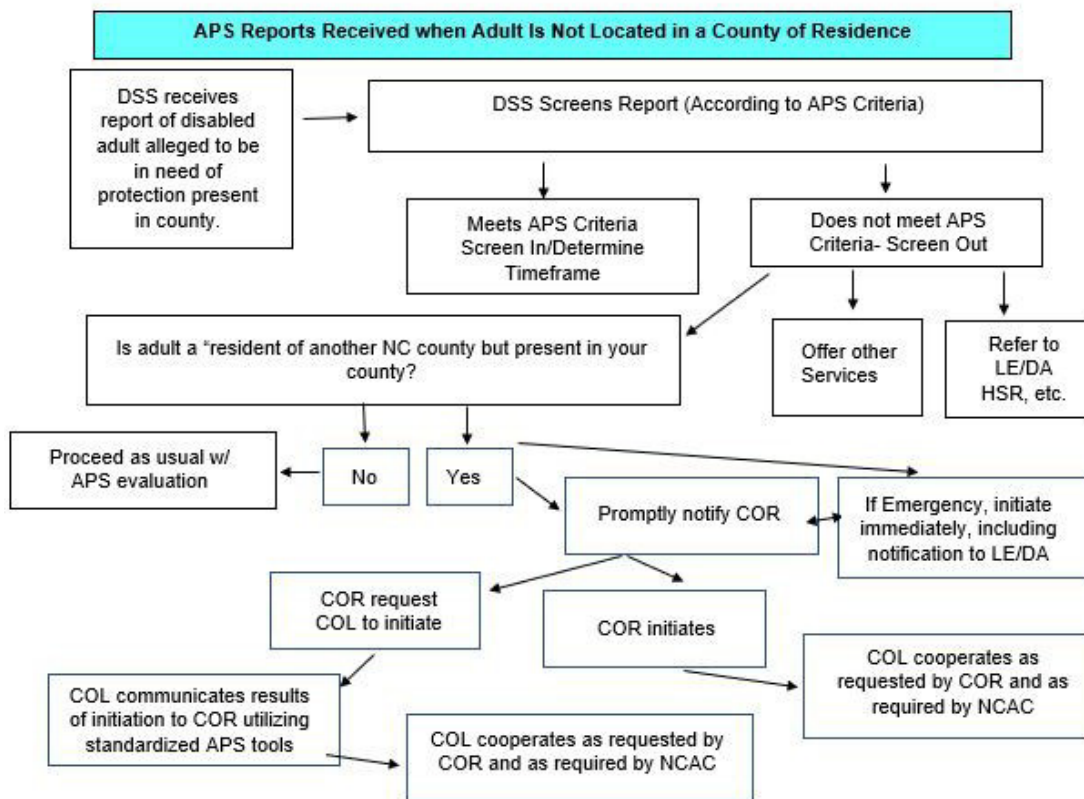 APS Reports Received when Adult Is Not Located in a County of Residence
DSS receives
report of disabled
adult alleged to be
in need of
protection present
in county.
DSS Screens Report (According to APS Criteria)
Meets APS Criteria
Screen In/Determine
Timeframe
Does not meet APS
Criteria- Screen Out
Is adult a “resident of another NC county but present in your
county?
Offer other
Services
Refer to
LE/DA
HSR, etc.
Proceed as usual w/
APS evaluation
No
Yes
Promptly notify COR
If Emergency, initiate
immediately, including
notification to LE/DA
COR request
COL to initiate
COR initiates
COL cooperates as
requested by COR and as
required by NCAC
COL communicates results
of initiation to COR utilizing
standardized APS tools
COL cooperates as requested by
COR and as required by NCAC